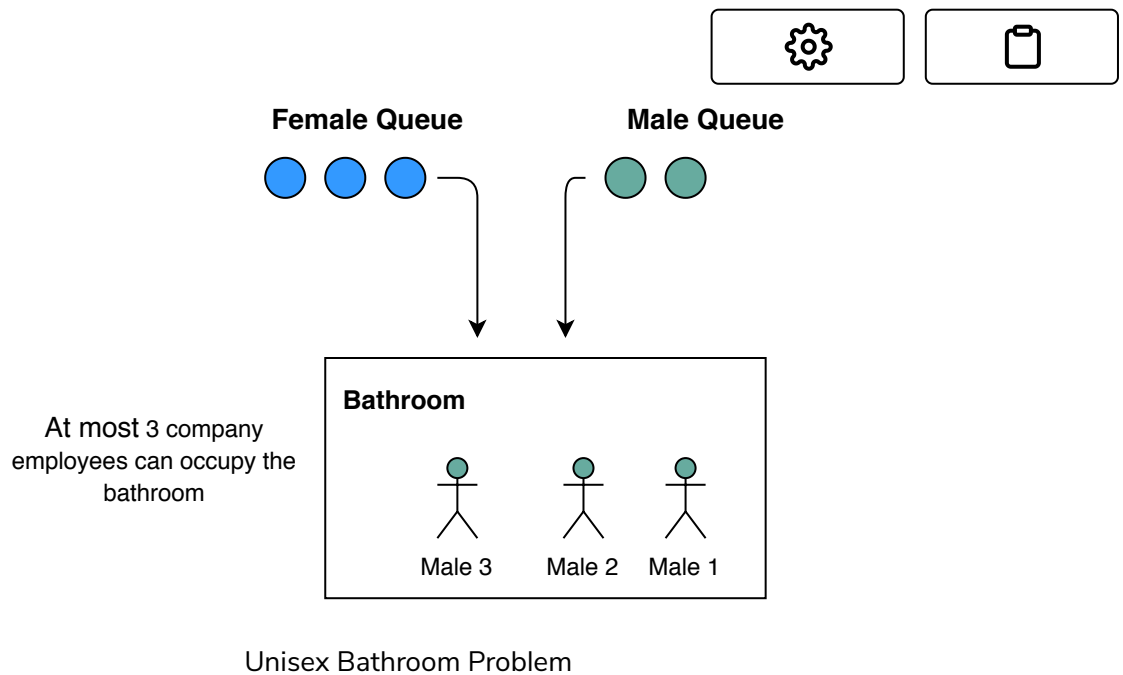 Female Queue
Male Queue
Bathroom
At most 3 company
employees can occupy the
bathroom
Male 3
Male 2
Male 1
Unisex Bathroom Problem